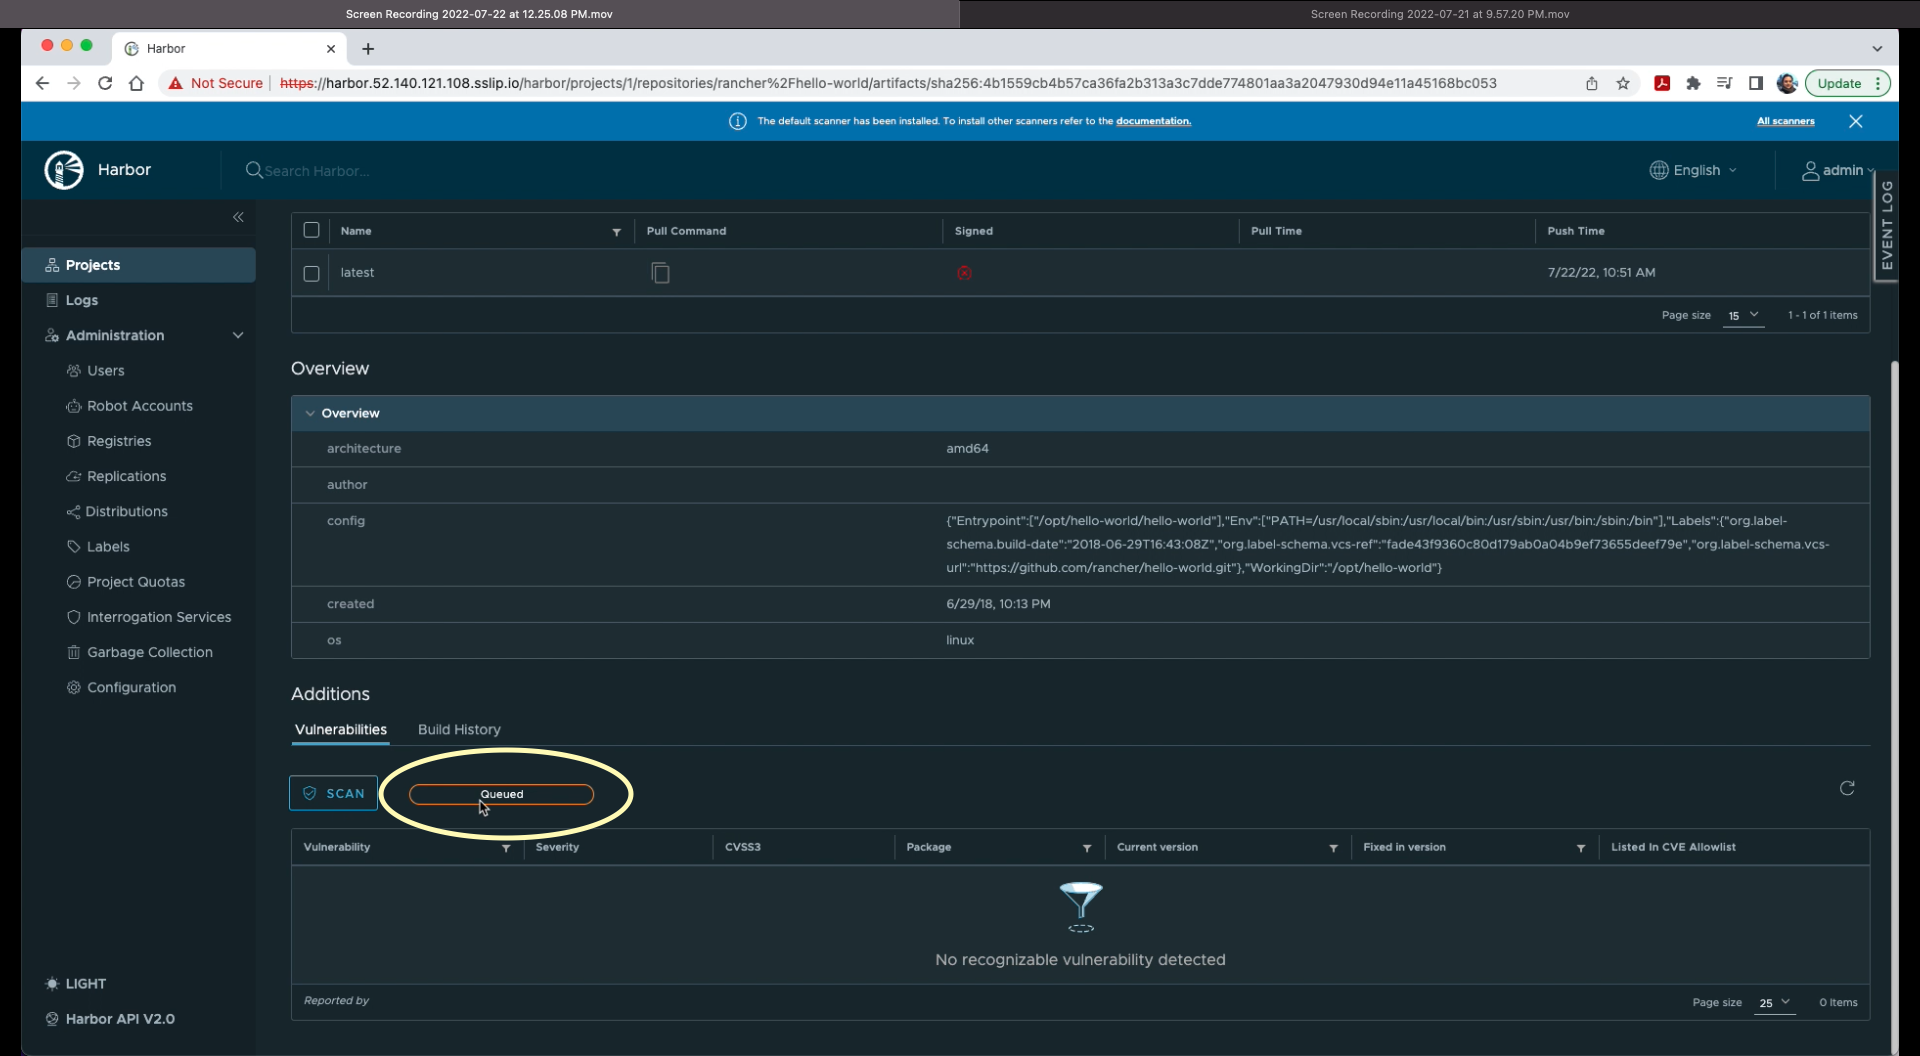 Screen Recording 2022-07-22 at 12.25.08 PM.mov
Screen Recording 2022-07-21 at 9.57.20 PM.mov
Harbor
Not Secure
https://harbor.52.140.121.108.sslip.io/harbor/projects/1/repositories/rancher%2Fhello-world/artifacts/sha256:4b1559cb4b57ca36fa2b313a3c7dde774801aa3a2047930d94e11a45168bc053
Update
The default scanner has been installed. To install other scanners refer to the documentation.
All scanners
Harbor
Search Harbor...
English
admin
EVENT LOG
Projects
Logs
Administration
Users
Robot Accounts
Registries
Replications
Distributions
Labels
Project Quotas
Interrogation Services
Garbage Collection
Configuration
LIGHT
Harbor API V2.0
Name
Pull Command
Signed
Pull Time
Push Time
latest
7/22/22, 10:51 AM
Page size
15
1 - 1 of 1 items
Overview
Overview
architecture
amd64
author
config
{"Entrypoint":["/opt/hello-world/hello-world"],"Env":["PATH=/usr/local/sbin:/usr/local/bin:/usr/sbin:/usr/bin:/sbin:/bin"],"Labels":{"org.label-
schema.build-date":"2018-06-29T16:43:08Z","org.label-schema.vcs-ref":"fade43f9360c80d179ab0a04b9ef73655deef79e","org.label-schema.vcs-
url":"https://github.com/rancher/hello-world.git"},"WorkingDir":"/opt/hello-world"}
created
6/29/18, 10:13 PM
os
linux
Additions
Vulnerabilities
Build History
SCAN
Queued
Vulnerability
Severity
CVSS3
Package
Current version
Fixed in version
Listed In CVE Allowlist
No recognizable vulnerability detected
Reported by
Page size
25
0 Items